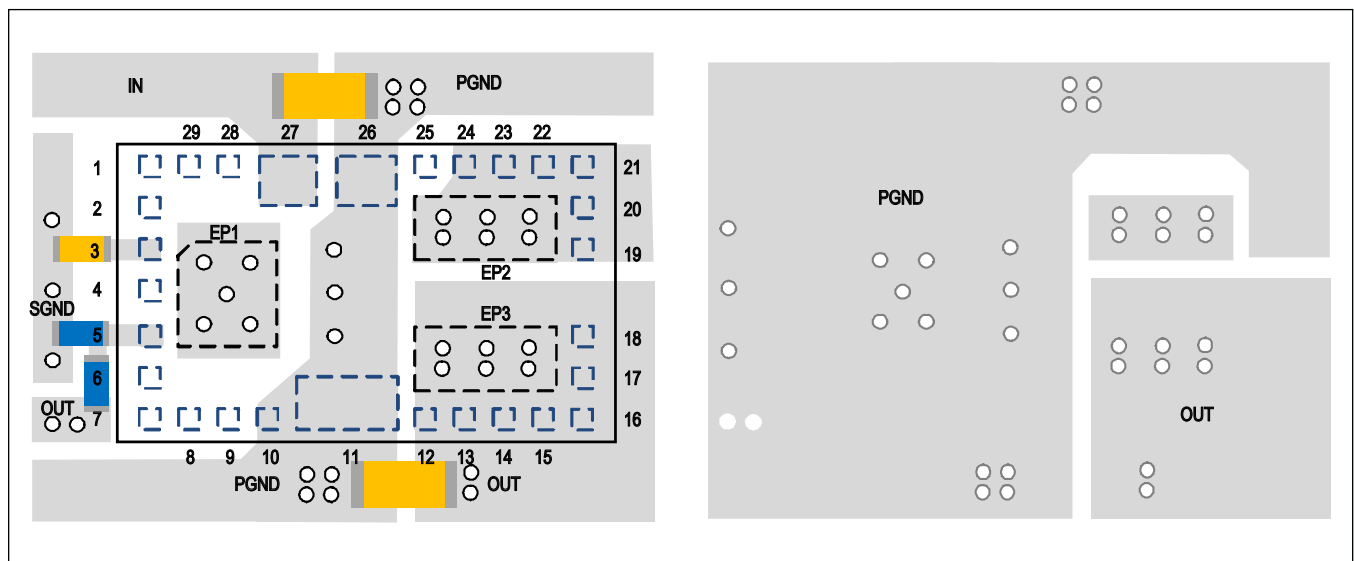 IN
PGND
29 28 27 26 25 24 23 22
1 21
2 20
3 19
EP1
EP2
4
SGND
EP3
5 18
6 17
OUT
7 16
8 9 10 11 12 13 14 15
PGND OUT
PGND
OUT